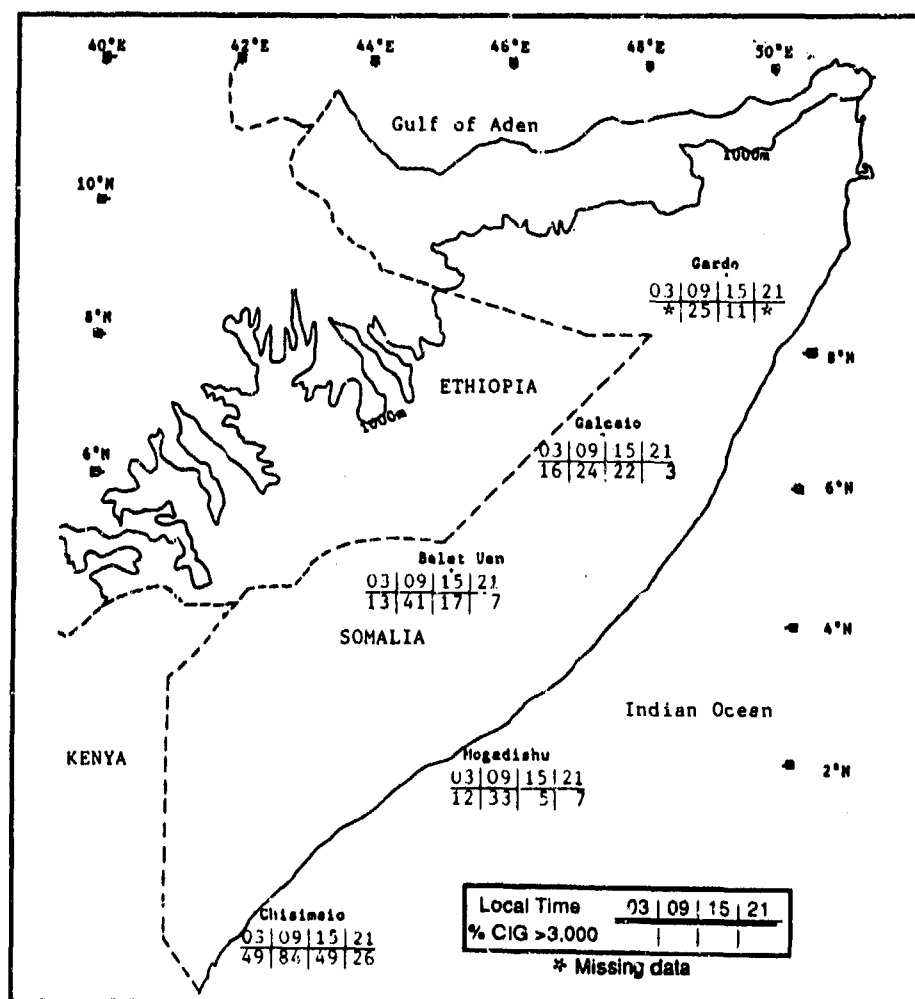 40°E 42°E 44°E 46°E 48°E 50°E
Gulf of Aden
1000m
10°N
Gardo
03 09 15 21
* 25 11 *
8°N
8°N
ETHIOPIA
1000m
Galcaio
03 09 15 21
16 24 22 3
6°N
6°N
Belet Uen
03 09 15 21
13 41 17 7
SOMALIA
4°N
Indian Ocean
KENYA
Mogadishu
03 09 15 21
12 33 5 7
2°N
Chisimaio
03 09 15 21
49 84 49 26
Local Time 03 09 15 21
% CIG >3,000
* Missing data